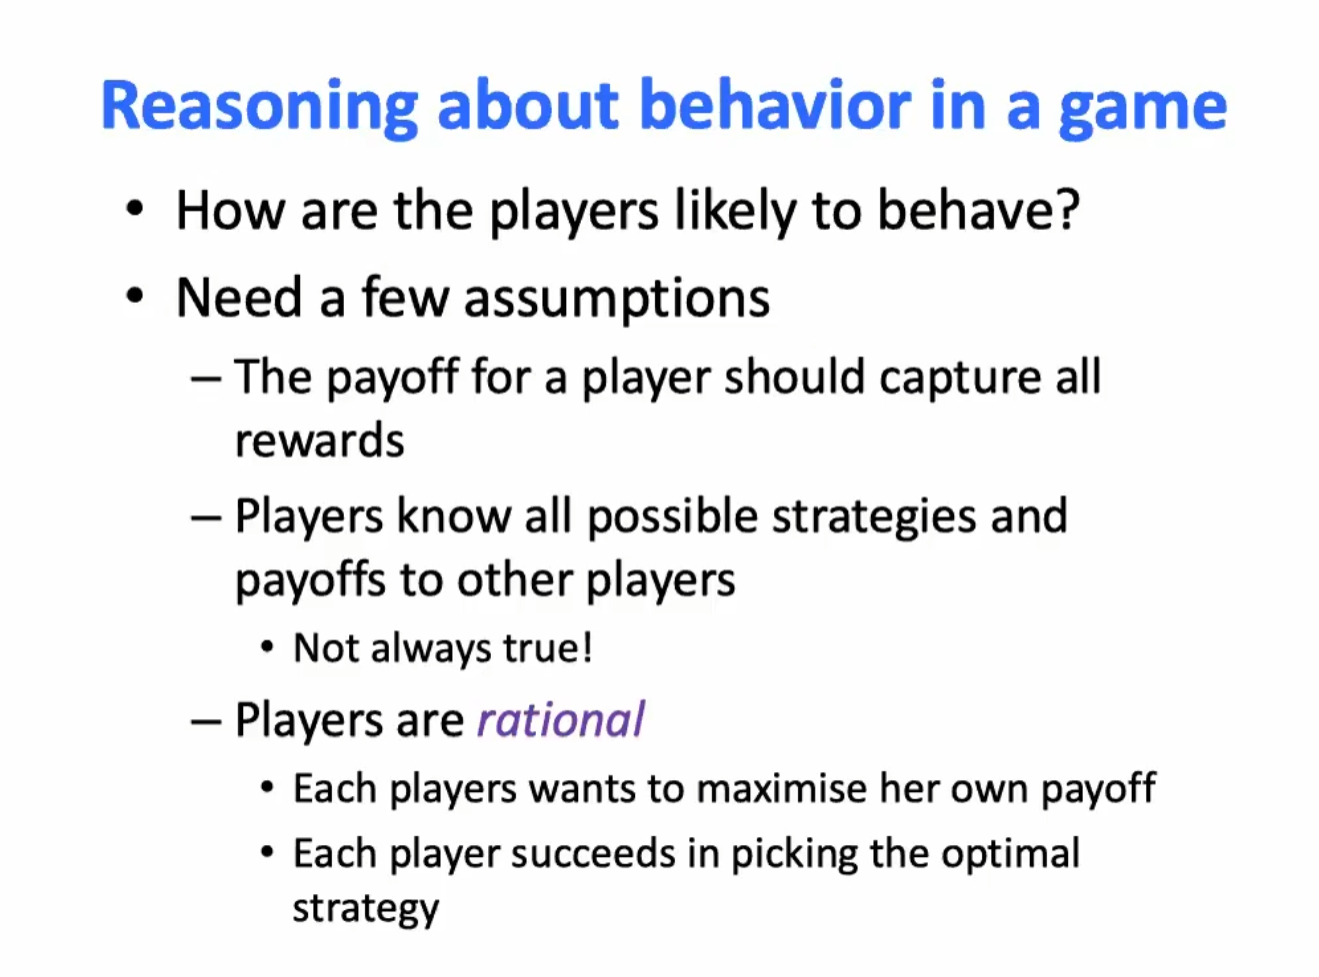 Reasoning about behavior in a game
• How are the players likely to behave?
• Need a few assumptions
– The payoff for a player should capture all
rewards
– Players know all possible strategies and
payoffs to other players
• Not always true!
– Players are rational
• Each players wants to maximise her own payoff
• Each player succeeds in picking the optimal
strategy